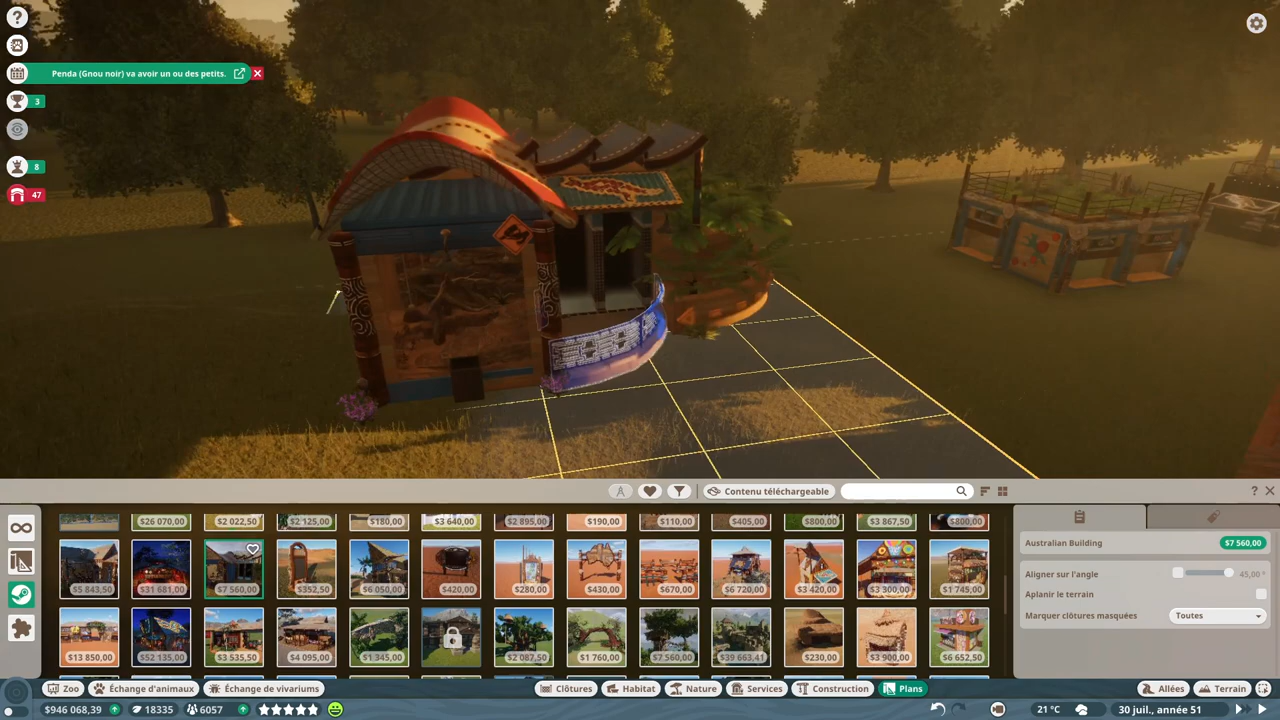 ?
Penda (Gnou noir) va avoir un ou des petits.
3
8
47
Contenu téléchargeable
?
$26 070,00 $2 022,50 $2 125,00 $180,00 $3 640,00 $2 895,00 $190,00 $110,00 $405,00 $800,00 $3 867,50 $800,00
$5 843,50 $31 681,00 $7 560,00 $352,50 $6 050,00 $420,00 $280,00 $430,00 $670,00 $6 720,00 $3 420,00 $3 300,00 $1 745,00
$13 850,00 $52 135,00 $3 535,50 $4 095,00 $1 345,00 $2 087,50 $1 760,00 $7 560,00 $39 663,41 $230,00 $3 900,00 $6 652,50
Australian Building $7 560,00
Aligner sur l'angle 45,00 °
Aplanir le terrain
Marquer clôtures masquées Toutes
Zoo Échange d'animaux Échange de vivariums Clôtures Habitat Nature Services Construction Plans Allées Terrain
$946 068,39 18335 6057 21 °C 30 juil., année 51